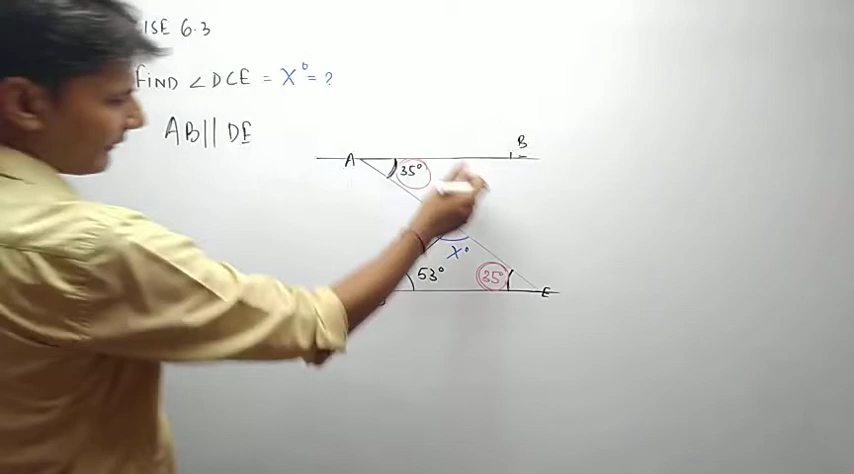 ISE 6.3
FIND ∠DCE = X° = ?
AB || DE
B
A
35°
X°
53°
35°
E